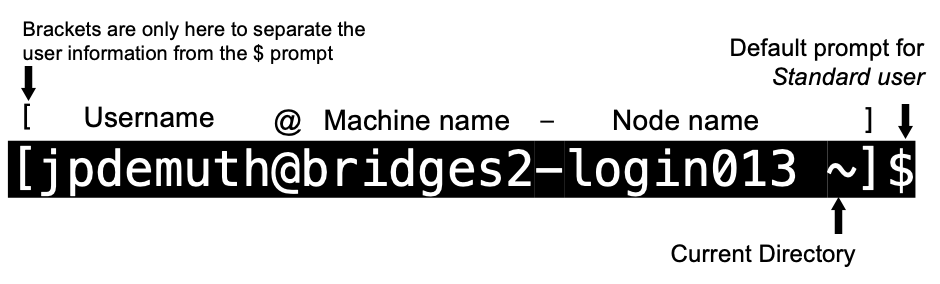 Brackets are only here to separate the
user information from the $ prompt
Default prompt for
Standard user
[ Username @ Machine name – Node name ]
[jpdemuth@bridges2-login013 ~]$
Current Directory